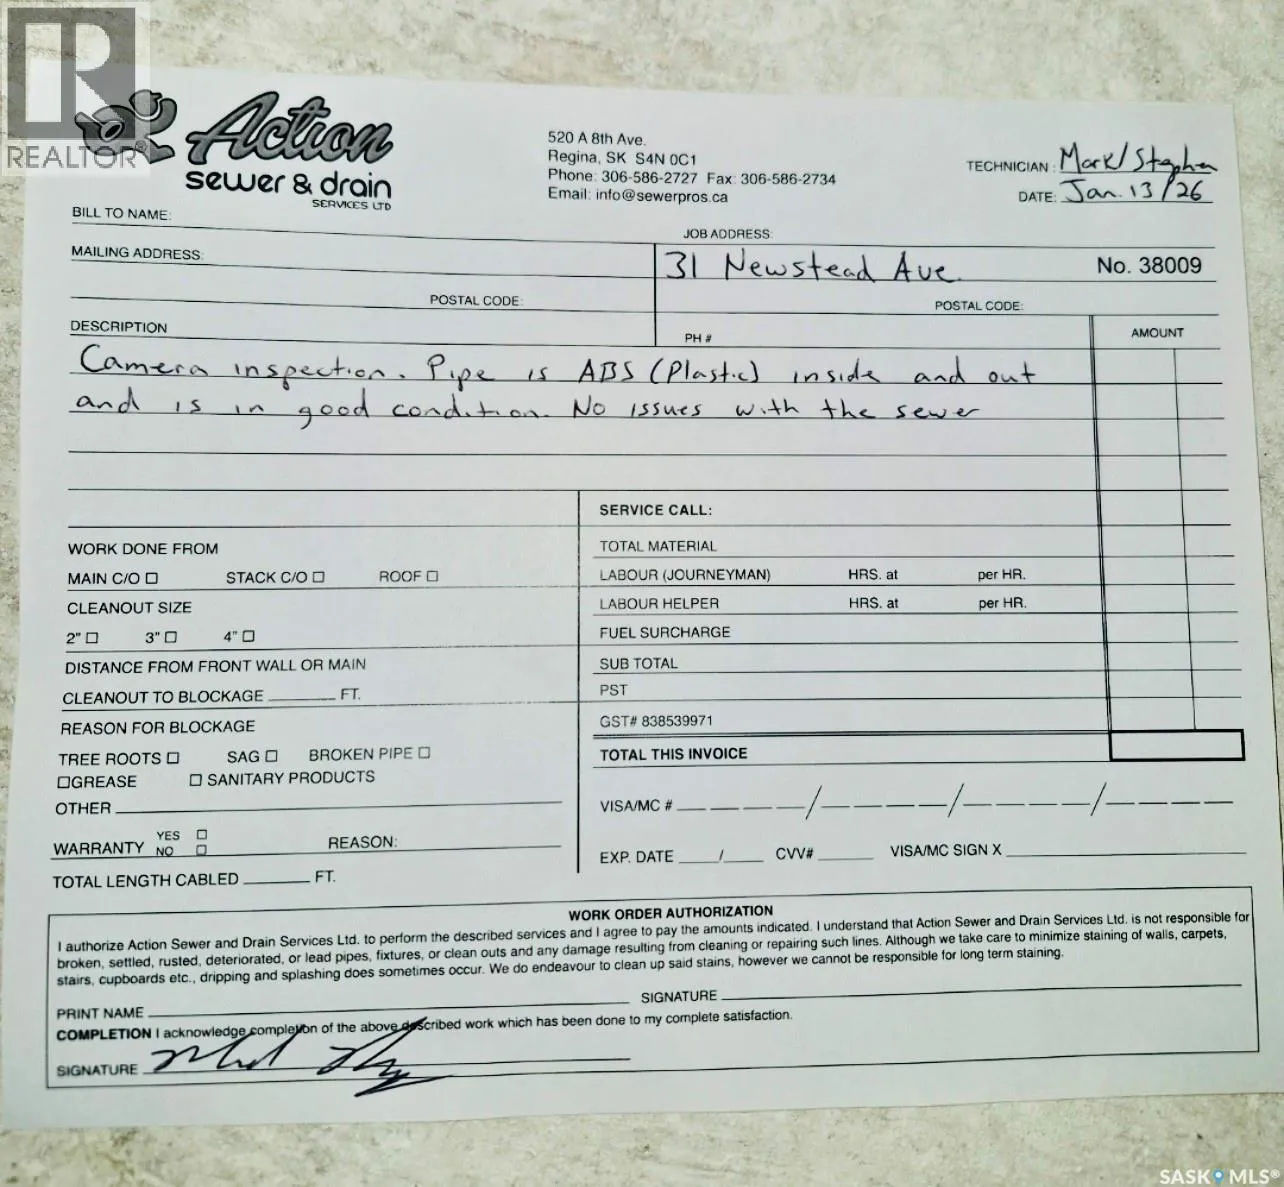 REALTOR®
Action
sewer & drain
SERVICES LTD
520 A 8th Ave.
Regina, SK S4N 0C1
Phone: 306-586-2727 Fax: 306-586-2734
Email: info@sewerpros.ca
TECHNICIAN: Mark/Stephen
DATE: Jan. 13/26
BILL TO NAME:
MAILING ADDRESS:
POSTAL CODE:
JOB ADDRESS:
31 Newstead Ave.
No. 38009
POSTAL CODE:
PH #
DESCRIPTION
AMOUNT
Camera inspection. Pipe is ABS (Plastic) inside and out
and is in good condition. No issues with the sewer
WORK DONE FROM
MAIN C/O ☐ STACK C/O ☐ ROOF ☐
CLEANOUT SIZE
2" ☐ 3" ☐ 4" ☐
DISTANCE FROM FRONT WALL OR MAIN
CLEANOUT TO BLOCKAGE ______ FT.
REASON FOR BLOCKAGE
TREE ROOTS ☐ SAG ☐ BROKEN PIPE ☐
☐ GREASE ☐ SANITARY PRODUCTS
OTHER
WARRANTY YES ☐
NO ☐ REASON:
TOTAL LENGTH CABLED ______ FT.
SERVICE CALL:
TOTAL MATERIAL
LABOUR (JOURNEYMAN) HRS. at per HR.
LABOUR HELPER HRS. at per HR.
FUEL SURCHARGE
SUB TOTAL
PST
GST# 838539971
TOTAL THIS INVOICE
VISA/MC # ____ / ____ / ____ / ____
EXP. DATE ___/___ CVV# ____ VISA/MC SIGN X
WORK ORDER AUTHORIZATION
I authorize Action Sewer and Drain Services Ltd. to perform the described services and I agree to pay the amounts indicated. I understand that Action Sewer and Drain Services Ltd. is not responsible for
broken, settled, rusted, deteriorated, or lead pipes, fixtures, or clean outs and any damage resulting from cleaning or repairing such lines. Although we take care to minimize staining of walls, carpets,
stairs, cupboards etc., dripping and splashing does sometimes occur. We do endeavour to clean up said stains, however we cannot be responsible for long term staining.
PRINT NAME
SIGNATURE
COMPLETION I acknowledge completion of the above described work which has been done to my complete satisfaction.
SIGNATURE
SASK MLS®